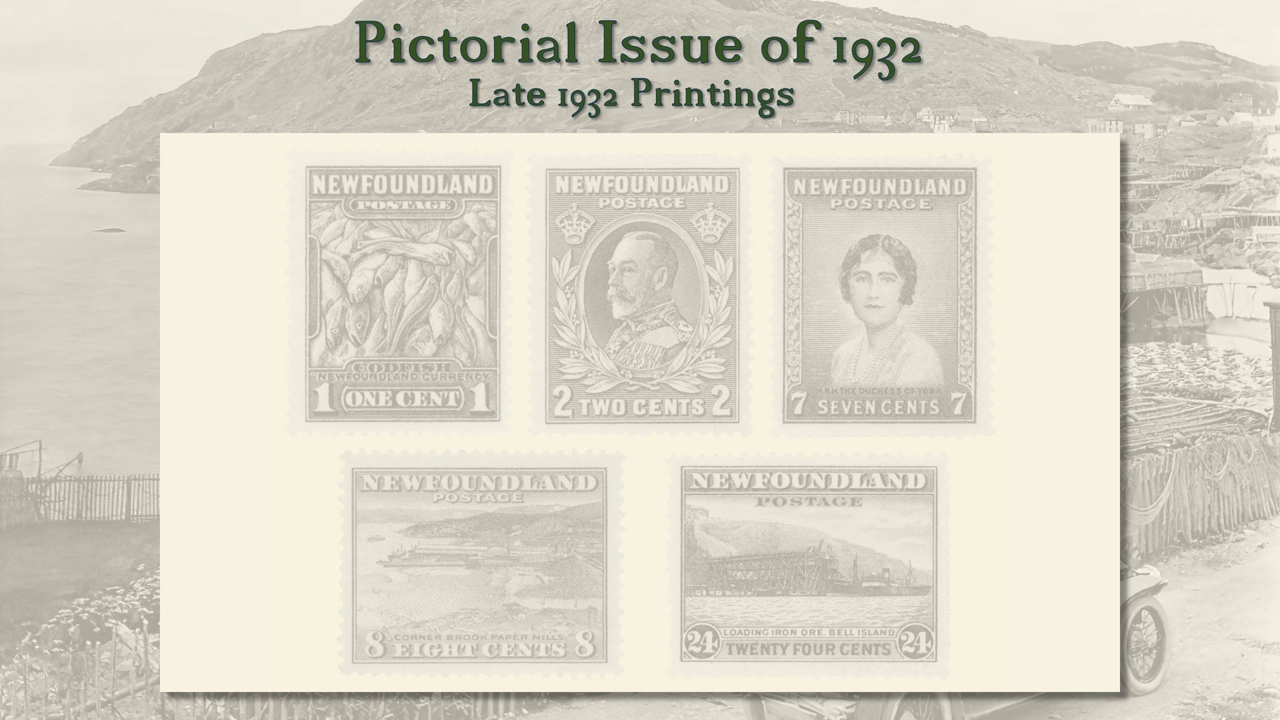 Pictorial Issue of 1932
Late 1932 Printings
NEWFOUNDLAND
POSTAGE
CODFISH
NEWFOUNDLAND CURRENCY
1 ONE CENT 1
NEWFOUNDLAND
POSTAGE
2 TWO CENTS 2
NEWFOUNDLAND
POSTAGE
H.R.H. THE DUCHESS OF YORK
7 SEVEN CENTS 7
NEWFOUNDLAND
POSTAGE
CORNER BROOK PAPER MILLS.
8 EIGHT CENTS 8
NEWFOUNDLAND
POSTAGE
LOADING IRON ORE, BELL ISLAND
24 TWENTY FOUR CENTS 24